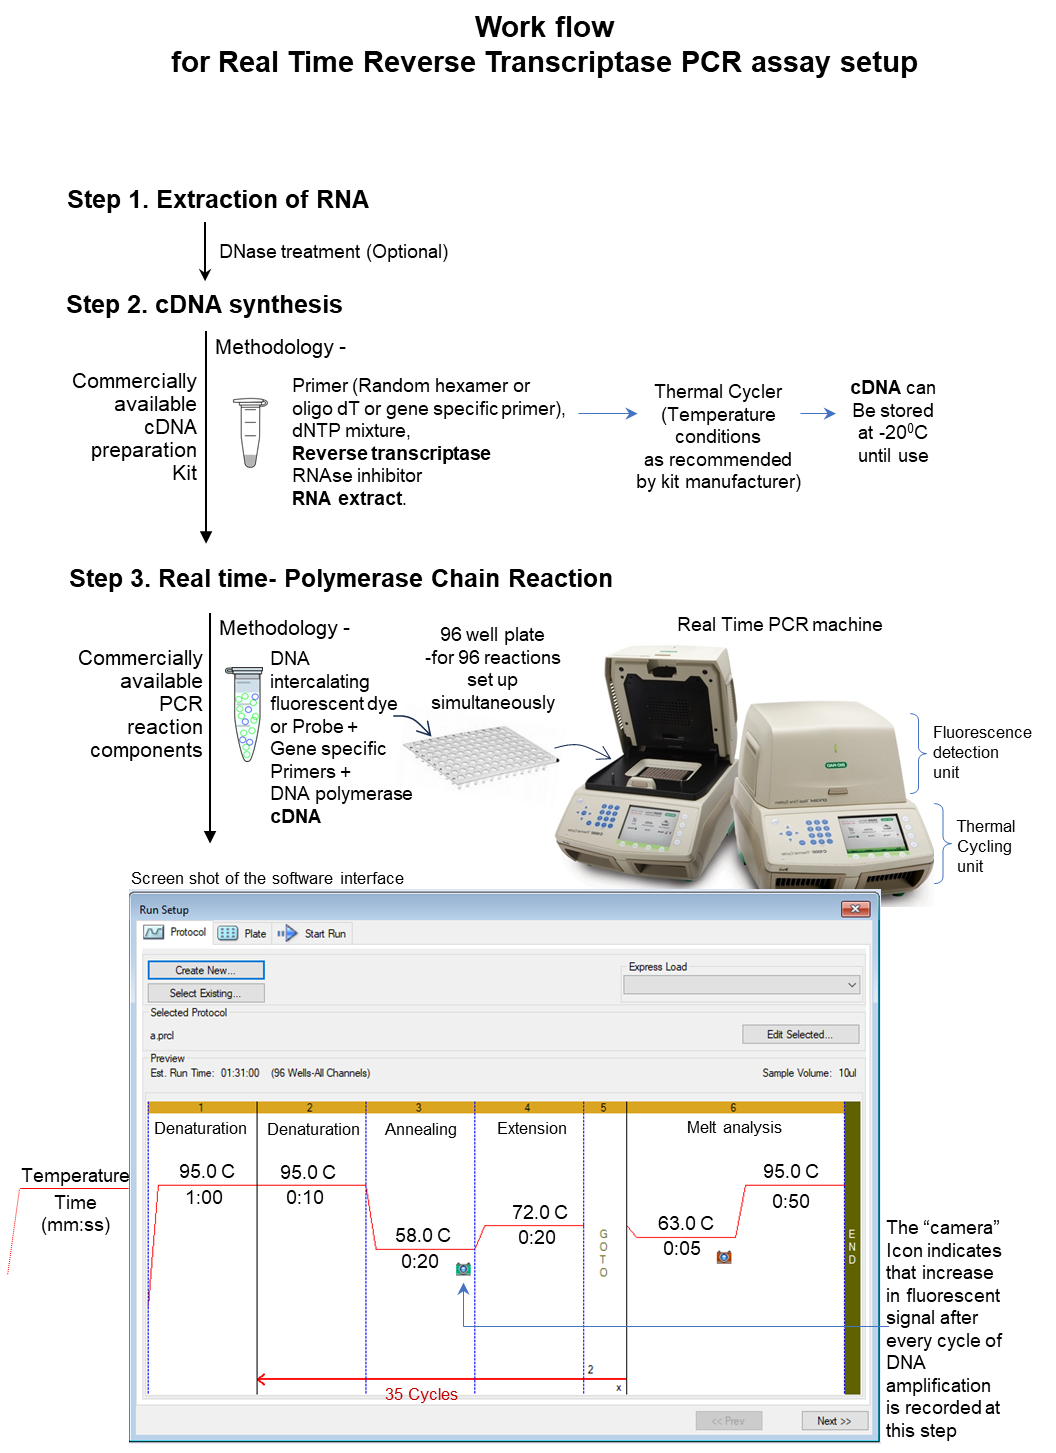 Work flow
for Real Time Reverse Transcriptase PCR assay setup
Step 1. Extraction of RNA
DNase treatment (Optional)
Step 2. cDNA synthesis
Methodology -
Commercially
available
cDNA
preparation
Kit
Primer (Random hexamer or
oligo dT or gene specific primer),
dNTP mixture,
Reverse transcriptase
RNAse inhibitor
RNA extract.
Thermal Cycler
(Temperature
conditions
as recommended
by kit manufacturer)
cDNA can
Be stored
at -20⁰C
until use
Step 3. Real time- Polymerase Chain Reaction
Methodology -
Commercially
available
PCR
reaction
components
DNA
intercalating
fluorescent dye
or Probe +
Gene specific
Primers +
DNA polymerase
cDNA
96 well plate
-for 96 reactions
set up
simultaneously
Real Time PCR machine
Fluorescence
detection
unit
Thermal
Cycling
unit
Screen shot of the software interface
Run Setup
Protocol
Plate
Start Run
Create New...
Select Existing...
Express Load
Selected Protocol
a.prcl
Edit Selected...
Preview
Est. Run Time: 01:31:00 (96 Wells-All Channels)
Sample Volume: 10ul
1 2 3 4 5 6
Denaturation
Denaturation
Annealing
Extension
Melt analysis
95.0 C
1:00
95.0 C
0:10
58.0 C
0:20
72.0 C
0:20
GOTO
63.0 C
0:05
95.0 C
0:50
END
2
x
35 Cycles
<< Prev
Next >>
Temperature
Time
(mm:ss)
The “camera”
Icon indicates
that increase
in fluorescent
signal after
every cycle of
DNA
amplification
is recorded at
this step